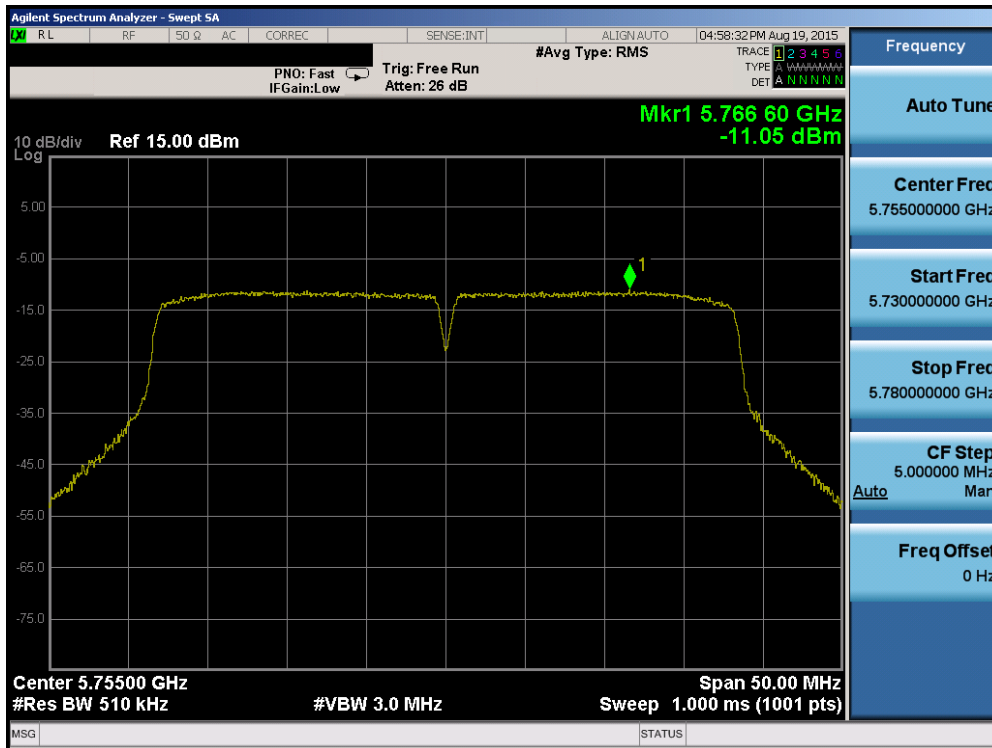 Agilent Spectrum Analyzer - Swept SA
LXI RL RF 50 Ω AC CORREC SENSE:INT ALIGN AUTO 04:58:32 PM Aug 19, 2015
#Avg Type: RMS
TRACE 1 2 3 4 5 6
PNO: Fast Trig: Free Run
TYPE A WWWWW
IFGain:Low Atten: 26 dB
DET A N N N N N
Mkr1 5.766 60 GHz
-11.05 dBm
10 dB/div Ref 15.00 dBm
Log
5.00
-5.00
1
-15.0
-25.0
-35.0
-45.0
-55.0
-65.0
-75.0
Center 5.75500 GHz Span 50.00 MHz
#Res BW 510 kHz #VBW 3.0 MHz Sweep 1.000 ms (1001 pts)
MSG STATUS
Frequency
Auto Tune
Center Freq
5.755000000 GHz
Start Freq
5.730000000 GHz
Stop Freq
5.780000000 GHz
CF Step
5.000000 MHz
Auto Man
Freq Offset
0 Hz